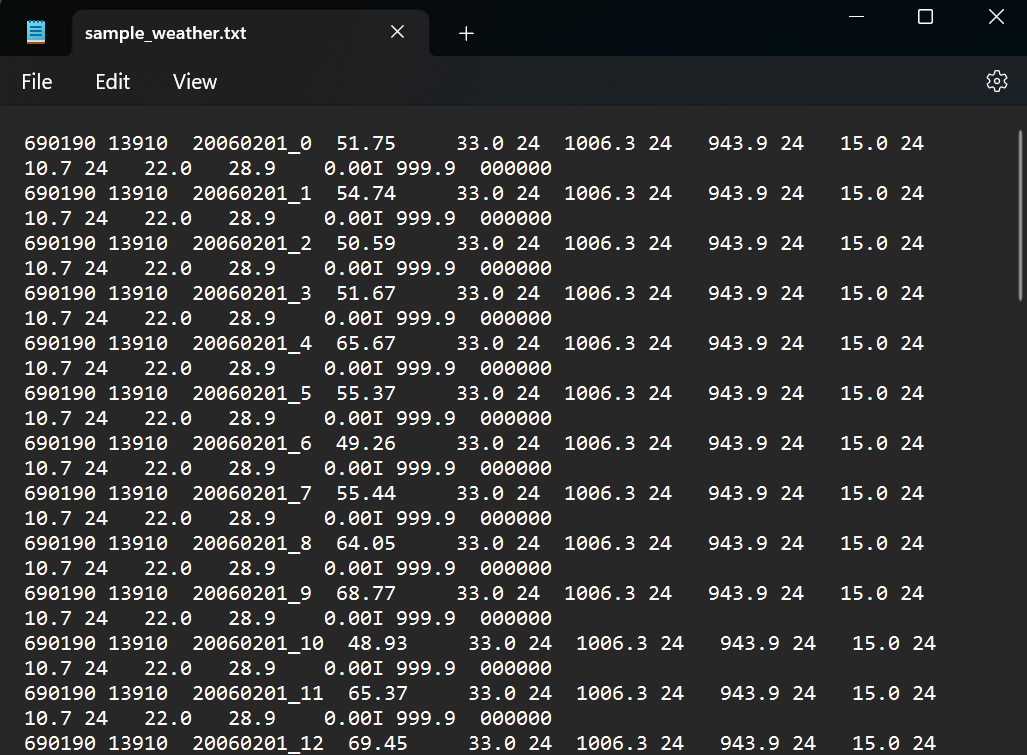 sample_weather.txt
File Edit View
690190 13910  20060201_0  51.75     33.0 24  1006.3 24   943.9 24   15.0 24
10.7 24   22.0   28.9    0.00I 999.9  000000
690190 13910  20060201_1  54.74     33.0 24  1006.3 24   943.9 24   15.0 24
10.7 24   22.0   28.9    0.00I 999.9  000000
690190 13910  20060201_2  50.59     33.0 24  1006.3 24   943.9 24   15.0 24
10.7 24   22.0   28.9    0.00I 999.9  000000
690190 13910  20060201_3  51.67     33.0 24  1006.3 24   943.9 24   15.0 24
10.7 24   22.0   28.9    0.00I 999.9  000000
690190 13910  20060201_4  65.67     33.0 24  1006.3 24   943.9 24   15.0 24
10.7 24   22.0   28.9    0.00I 999.9  000000
690190 13910  20060201_5  55.37     33.0 24  1006.3 24   943.9 24   15.0 24
10.7 24   22.0   28.9    0.00I 999.9  000000
690190 13910  20060201_6  49.26     33.0 24  1006.3 24   943.9 24   15.0 24
10.7 24   22.0   28.9    0.00I 999.9  000000
690190 13910  20060201_7  55.44     33.0 24  1006.3 24   943.9 24   15.0 24
10.7 24   22.0   28.9    0.00I 999.9  000000
690190 13910  20060201_8  64.05     33.0 24  1006.3 24   943.9 24   15.0 24
10.7 24   22.0   28.9    0.00I 999.9  000000
690190 13910  20060201_9  68.77     33.0 24  1006.3 24   943.9 24   15.0 24
10.7 24   22.0   28.9    0.00I 999.9  000000
690190 13910  20060201_10  48.93     33.0 24  1006.3 24   943.9 24   15.0 24
10.7 24   22.0   28.9    0.00I 999.9  000000
690190 13910  20060201_11  65.37     33.0 24  1006.3 24   943.9 24   15.0 24
10.7 24   22.0   28.9    0.00I 999.9  000000
690190 13910  20060201_12  69.45     33.0 24  1006.3 24   943.9 24   15.0 24